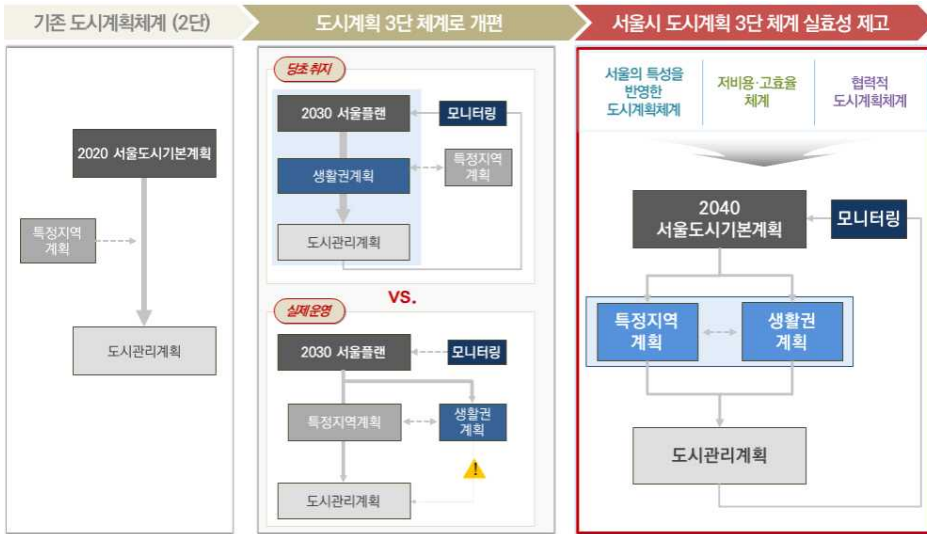 기존 도시계획체계 (2단)
2020 서울도시기본계획
특정지역
계획
도시관리계획
도시계획 3단 체계로 개편
당초 취지
2030 서울플랜
모니터링
생활권계획
특정지역
계획
도시관리계획
VS.
실제 운영
2030 서울플랜
모니터링
특정지역계획
생활권
계획
!
도시관리계획
서울시 도시계획 3단 체계 실효성 제고
서울의 특성을
반영한
도시계획체계
저비용·고효율
체계
협력적
도시계획체계
2040
서울도시기본계획
모니터링
특정지역
계획
생활권
계획
도시관리계획